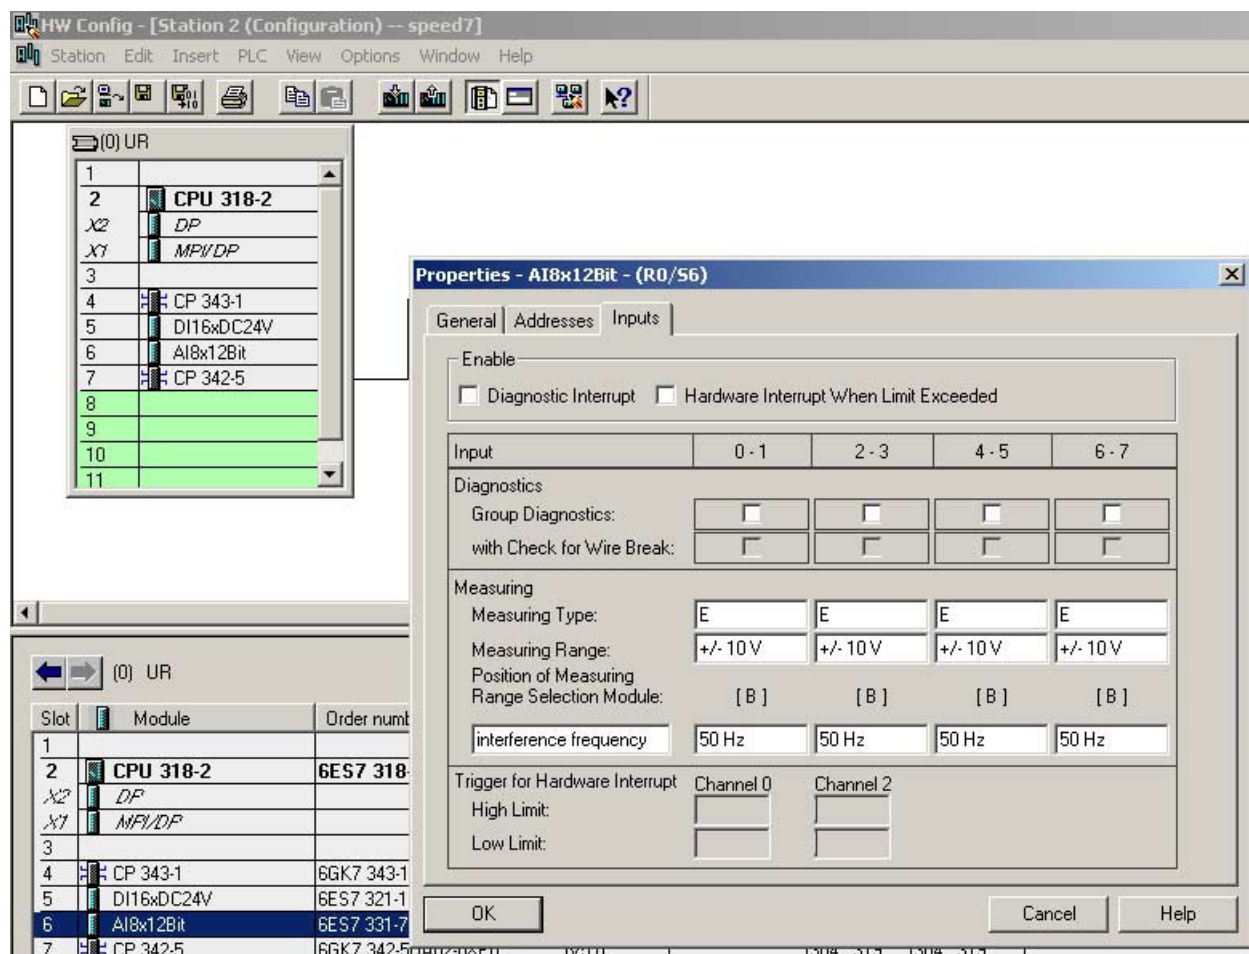 HW Config - [Station 2 (Configuration) -- speed7]
Station Edit Insert PLC View Options Window Help
(0) UR
1
2 CPU 318-2
X2 DP
X1 MPI/DP
3
4 CP 343-1
5 DI16xDC24V
6 AI8x12Bit
7 CP 342-5
8
9
10
11
Properties - AI8x12Bit - (R0/S6)
General Addresses Inputs
Enable
Diagnostic Interrupt Hardware Interrupt When Limit Exceeded
Input 0 - 1 2 - 3 4 - 5 6 - 7
Diagnostics
Group Diagnostics:
with Check for Wire Break:
Measuring
Measuring Type: E E E E
Measuring Range: +/- 10 V +/- 10 V +/- 10 V +/- 10 V
Position of Measuring
Range Selection Module: [ B ] [ B ] [ B ] [ B ]
interference frequency 50 Hz 50 Hz 50 Hz 50 Hz
Trigger for Hardware Interrupt Channel 0 Channel 2
High Limit:
Low Limit:
OK Cancel Help
(0) UR
Slot Module Order numb
1
2 CPU 318-2 6ES7 318-
X2 DP
X1 MPI/DP
3
4 CP 343-1 6GK7 343-1
5 DI16xDC24V 6ES7 321-1
6 AI8x12Bit 6ES7 331-7
7 CP 342-5 6GK7 342-5